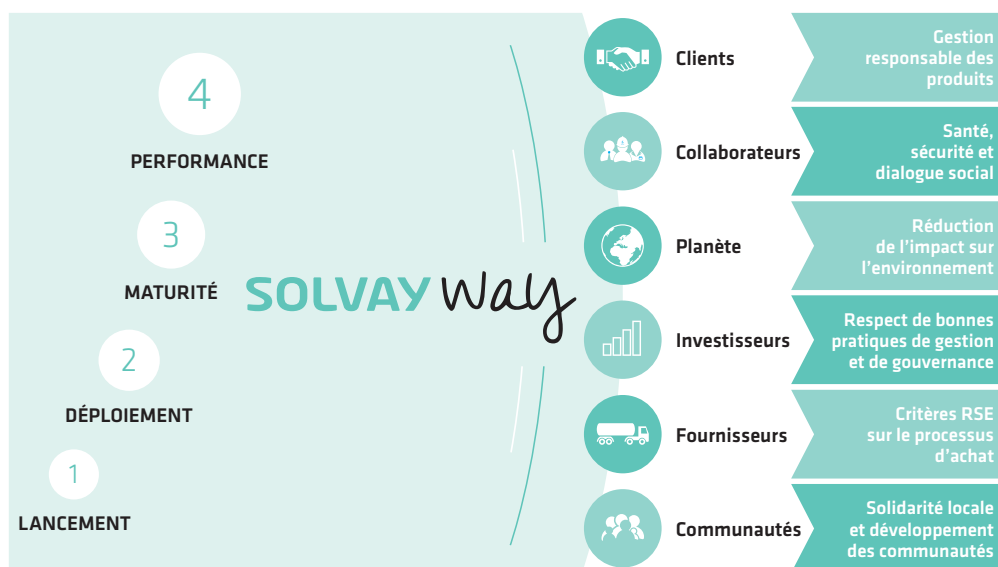 4
PERFORMANCE
3
MATURITÉ
2
DÉPLOIEMENT
1
LANCEMENT
SOLVAY way
Clients
Gestion
responsable des
produits
Collaborateurs
Santé,
sécurité et
dialogue social
Planète
Réduction
de l'impact sur
l'environnement
Investisseurs
Respect de bonnes
pratiques de gestion
et de gouvernance
Fournisseurs
Critères RSE
sur le processus
d'achat
Communautés
Solidarité locale
et développement
des communautés